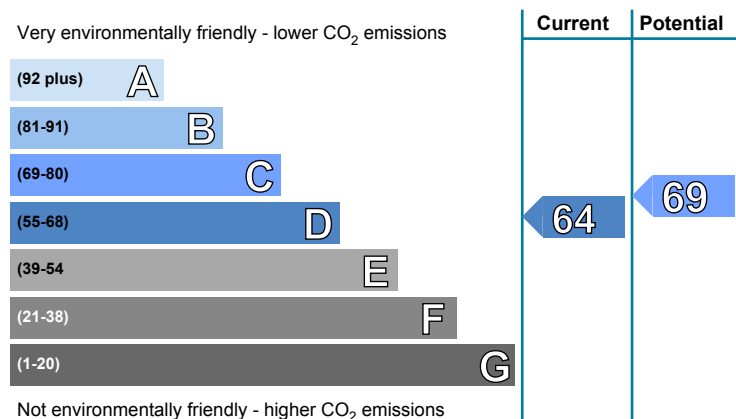 Very environmentally friendly - lower CO2 emissions
Current
Potential
(92 plus) A
(81-91) B
(69-80) C
(55-68) D
(39-54 E
(21-38) F
(1-20) G
64
69
Not environmentally friendly - higher CO2 emissions